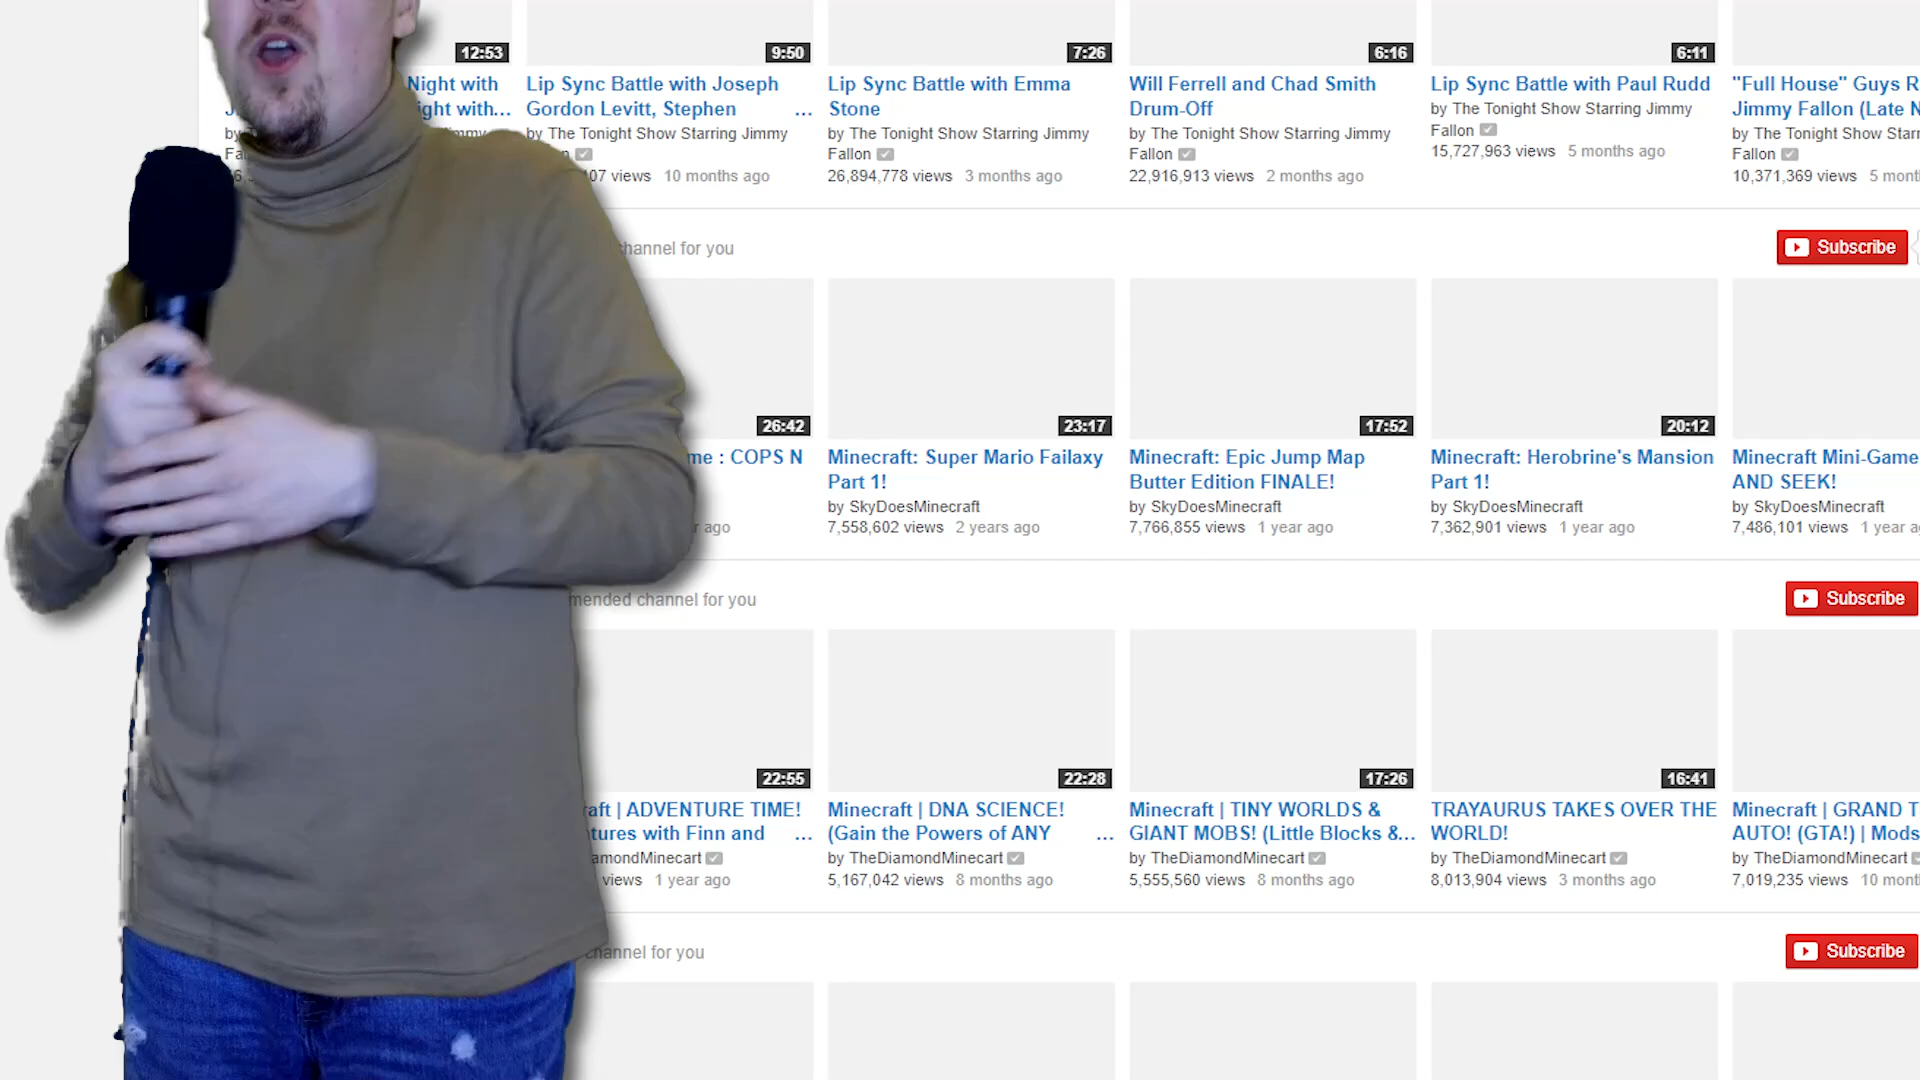 12:53
9:50
7:26
6:16
6:11
Night with
Lip Sync Battle with Joseph
Lip Sync Battle with Emma
Will Ferrell and Chad Smith
Lip Sync Battle with Paul Rudd
"Full House" Guys R
ight with...
Gordon Levitt, Stephen ...
Stone
Drum-Off
by The Tonight Show Starring Jimmy
Jimmy Fallon (Late N
by The Tonight Show Starring Jimmy
by The Tonight Show Starring Jimmy
by The Tonight Show Starring Jimmy
Fallon
by The Tonight Show Starr
Fallon
Fallon
15,727,963 views 5 months ago
Fallon
107 views 10 months ago
26,894,778 views 3 months ago
22,916,913 views 2 months ago
10,371,369 views 5 mont
channel for you
Subscribe
26:42
23:17
17:52
20:12
me : COPS N
Minecraft: Super Mario Failaxy
Minecraft: Epic Jump Map
Minecraft: Herobrine's Mansion
Minecraft Mini-Game
Part 1!
Butter Edition FINALE!
Part 1!
AND SEEK!
by SkyDoesMinecraft
by SkyDoesMinecraft
by SkyDoesMinecraft
by SkyDoesMinecraft
r ago
7,558,602 views 2 years ago
7,766,855 views 1 year ago
7,362,901 views 1 year ago
7,486,101 views 1 year a
mended channel for you
Subscribe
22:55
22:28
17:26
16:41
raft | ADVENTURE TIME!
Minecraft | DNA SCIENCE!
Minecraft | TINY WORLDS &
TRAYAURUS TAKES OVER THE
Minecraft | GRAND T
tures with Finn and ...
(Gain the Powers of ANY ...
GIANT MOBS! (Little Blocks &...
WORLD!
AUTO! (GTA!) | Mods
amondMinecart
by TheDiamondMinecart
by TheDiamondMinecart
by TheDiamondMinecart
by TheDiamondMinecart
views 1 year ago
5,167,042 views 8 months ago
5,555,560 views 8 months ago
8,013,904 views 3 months ago
7,019,235 views 10 mont
channel for you
Subscribe